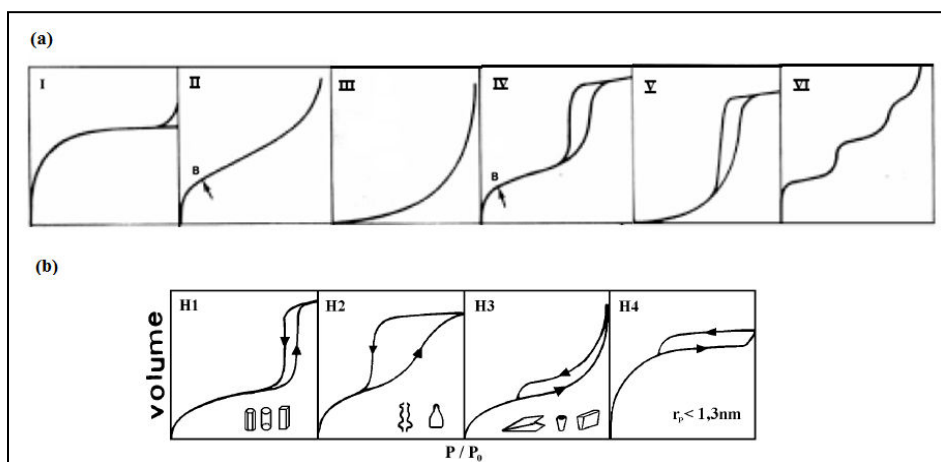 (a)
I
II
III
IV
V
VI
B
B
(b)
H1
H2
H3
H4
volume
rₚ< 1,3nm
P / P₀